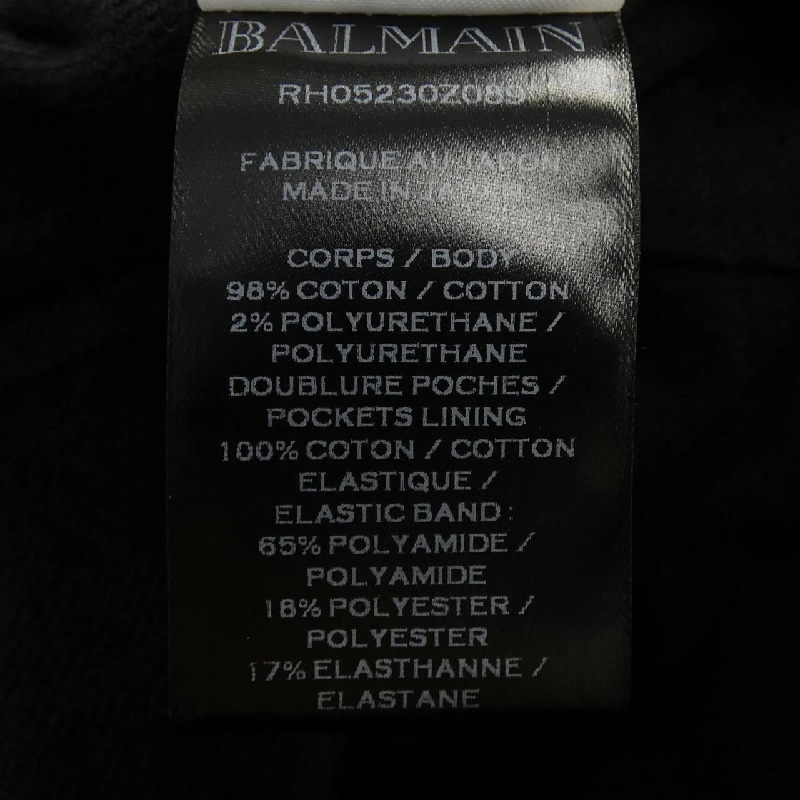 BALMAIN
RH05230Z089
FABRIQUE AU JAPON
MADE IN JAPAN
CORPS / BODY
98% COTON / COTTON
2% POLYURETHANE /
POLYURETHANE
DOUBLURE POCHES /
POCKETS LINING
100% COTON / COTTON
ELASTIQUE /
ELASTIC BAND :
65% POLYAMIDE /
POLYAMIDE
18% POLYESTER /
POLYESTER
17% ELASTHANNE /
ELASTANE